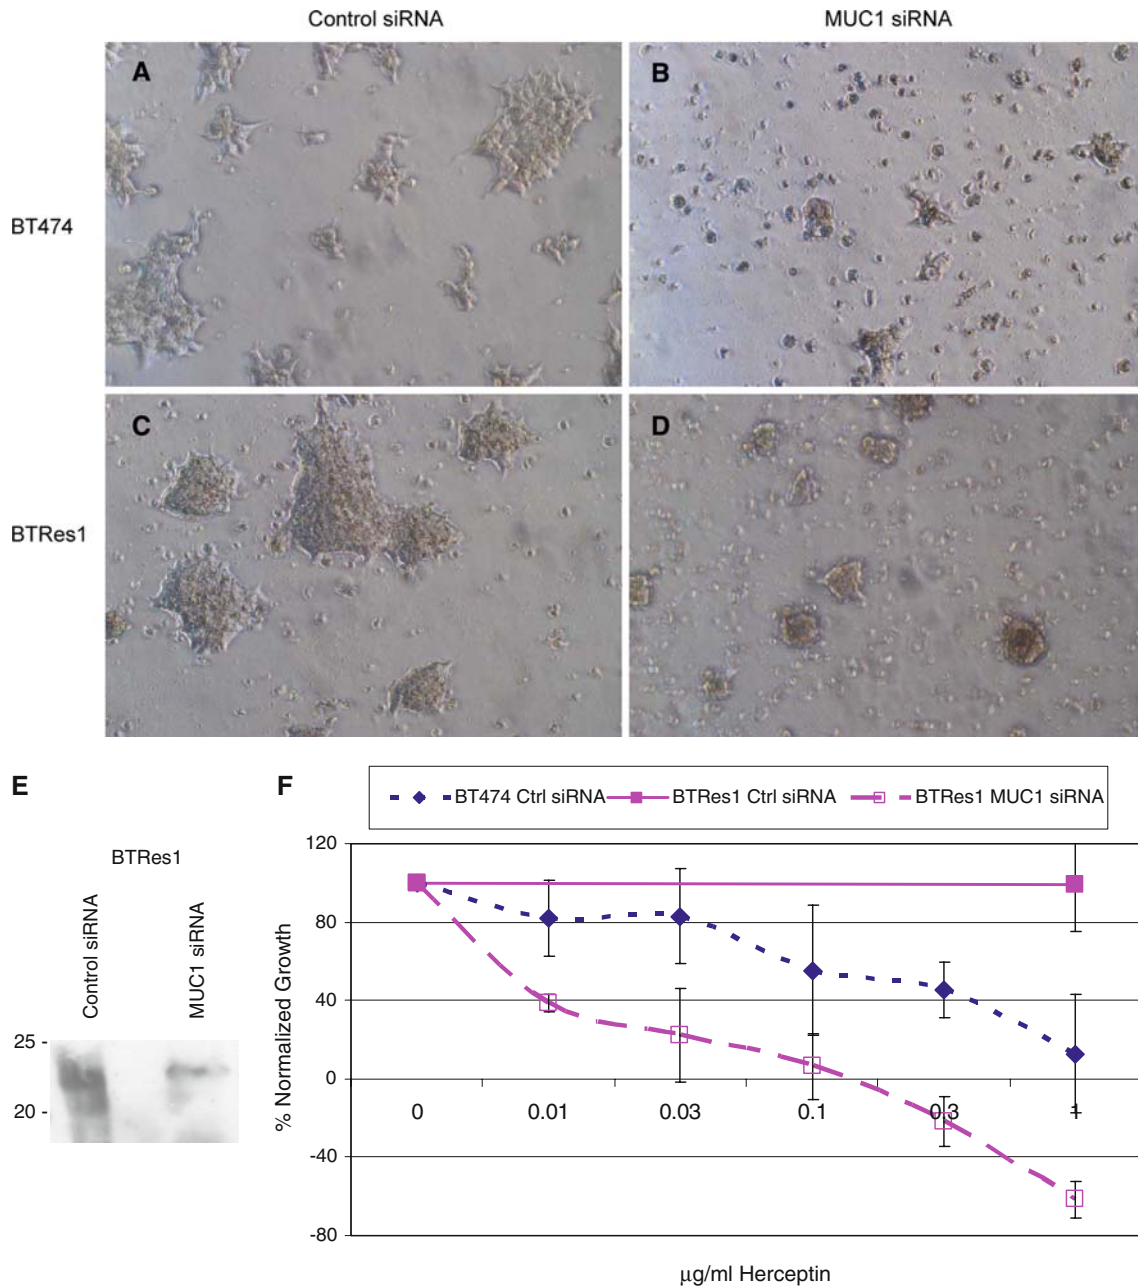 Control siRNA
MUC1 siRNA
A
B
BT474
C
D
BTRes1
E
BTRes1
Control siRNA
MUC1 siRNA
25 -
20 -
F
BT474 Ctrl siRNA
BTRes1 Ctrl siRNA
BTRes1 MUC1 siRNA
% Normalized Growth
120
80
40
0
-40
-80
0
0.01
0.03
0.1
0.3
1
µg/ml Herceptin